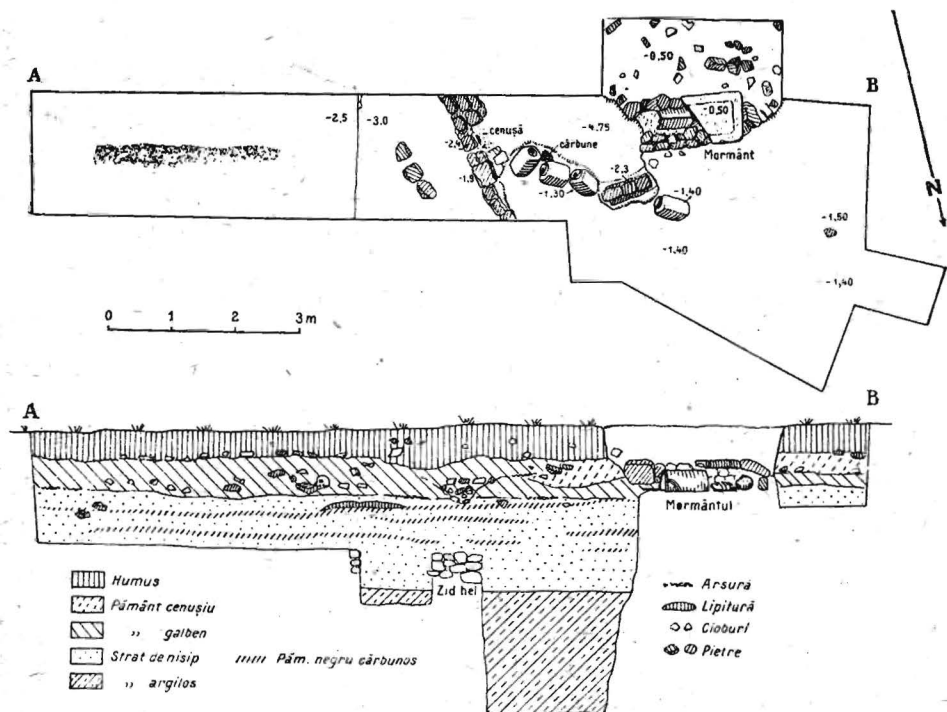 A
B
-0,50
-2,5
-3.0
-2.4
cenușă
-4.75
cărbune
-0,50
Mormânt
-1.9
-1.30
-2,3
-1.40
-1.40
-1,50
-1,40
N
0 1 2 3 m
A
B
Mormântul
Zid hel
Humus
Pământ cenușiu
,, galben
Strat de nisip
Păm. negru cărbunos
,, argilos
Arsură
Lipitură
Cioburi
Pietre